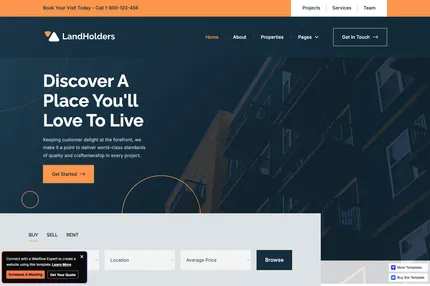 Book Your Visit Today - Call 1-800-123-456
Projects Services Team
LandHolders
Home About Properties Pages Get In Touch →
Discover A
Place You'll
Love To Live
Keeping customer delight at the forefront, we
make it a point to deliver world-class standards
of quality and craftsmanship in every project.
Get Started →
BUY SELL RENT
Location Average Price Browse
Connect with a Webflow Expert to create a
website using this template. Learn More
Schedule A Meeting Get Your Quote
More Templates
Buy this Template